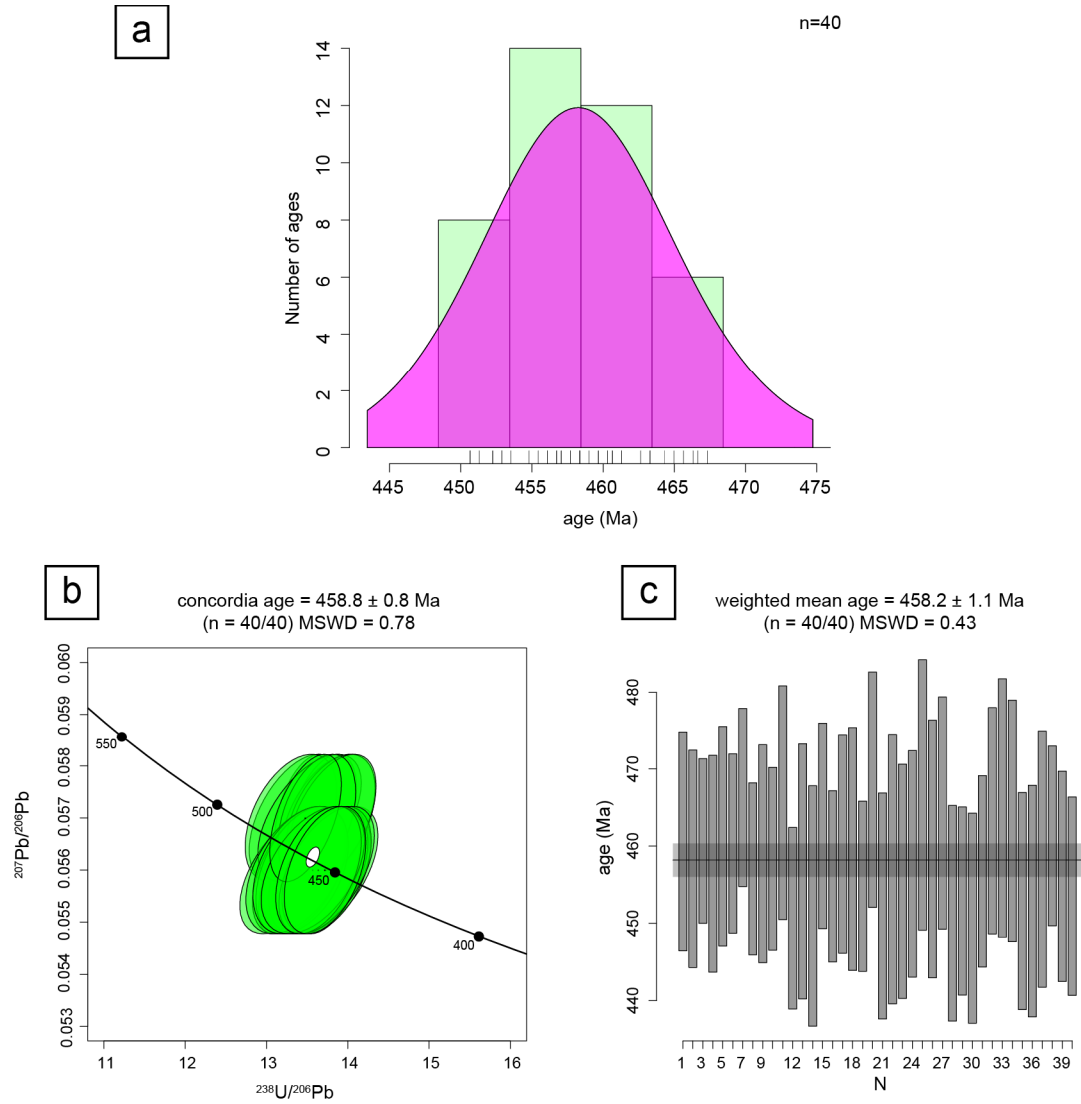 a
n=40
14
12
10
8
6
4
2
0
Number of ages
445 450 455 460 465 470 475
age (Ma)
b
concordia age = 458.8 ± 0.8 Ma
(n = 40/40) MSWD = 0.78
0.060
0.059
0.058
0.057
0.056
0.055
0.054
0.053
²⁰⁷Pb/²⁰⁶Pb
550
500
450
400
11 12 13 14 15 16
²³⁸U/²⁰⁶Pb
c
weighted mean age = 458.2 ± 1.1 Ma
(n = 40/40) MSWD = 0.43
480
470
460
450
440
age (Ma)
1 3 5 7 9 12 15 18 21 24 27 30 33 36 39
N